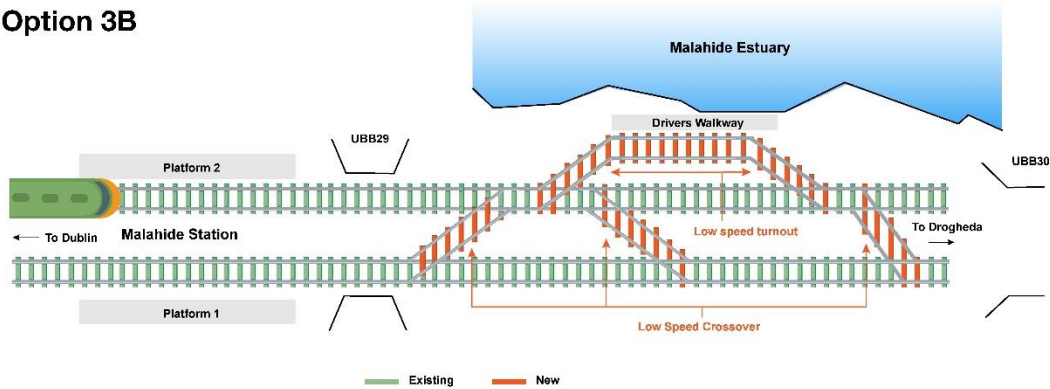 Option 3B
Malahide Estuary
Drivers Walkway
UBB29
UBB30
Platform 2
Low speed turnout
To Dublin
Malahide Station
To Drogheda
Platform 1
Low Speed Crossover
Existing
New